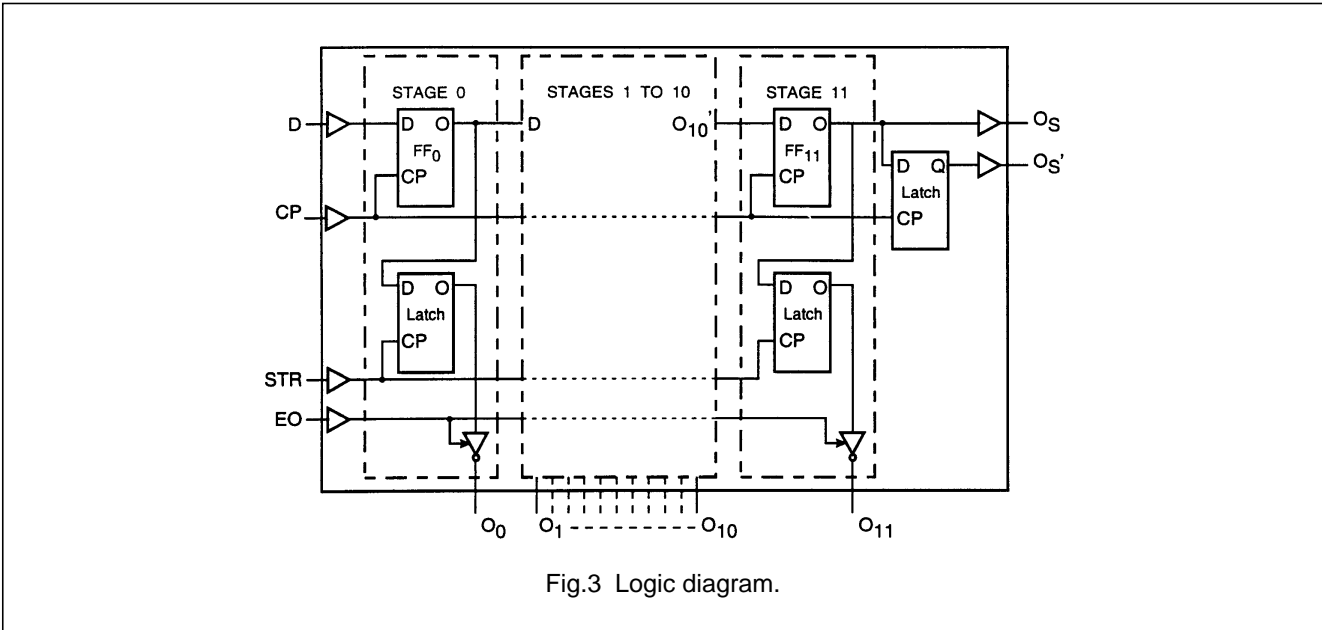 STAGE 0
STAGES 1 TO 10
STAGE 11
D
D O
FF0
CP
D
O10'
D O
FF11
CP
OS
OS'
D Q
Latch
CP
CP
D O
Latch
CP
D O
Latch
CP
STR
EO
O0
O1
O10
O11
Fig.3 Logic diagram.